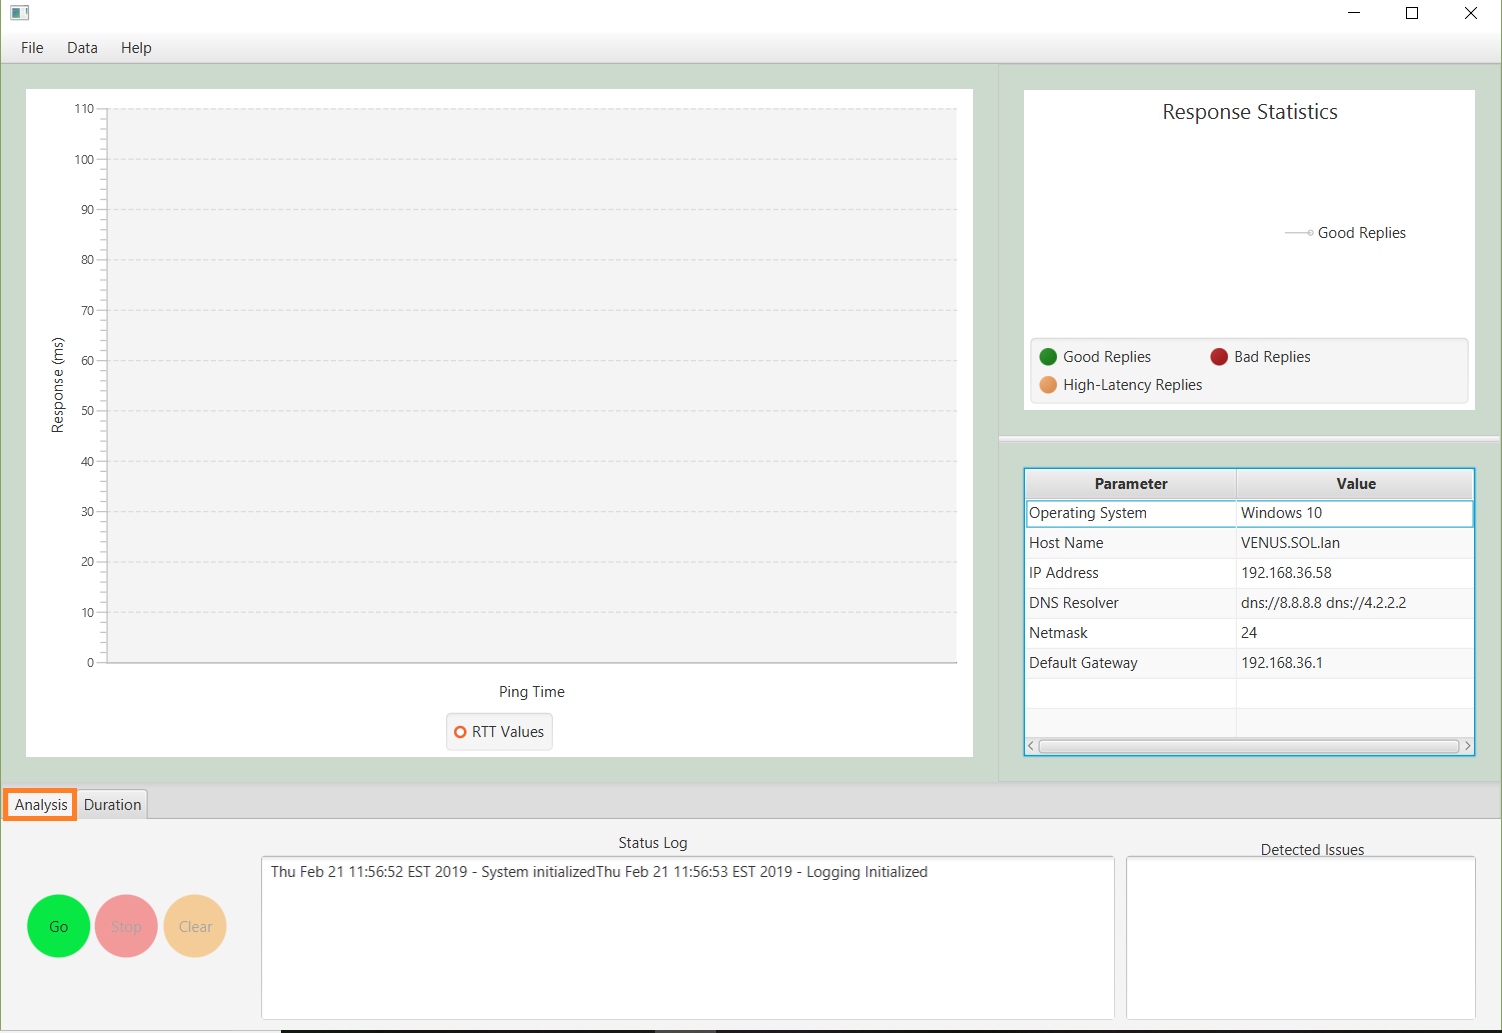 File Data Help
110
100
90
80
70
60
50
40
30
20
10
0
Response (ms)
Ping Time
RTT Values
Response Statistics
Good Replies
Good Replies Bad Replies
High-Latency Replies
Parameter Value
Operating System Windows 10
Host Name VENUS.SOL.lan
IP Address 192.168.36.58
DNS Resolver dns://8.8.8.8 dns://4.2.2.2
Netmask 24
Default Gateway 192.168.36.1
Analysis Duration
Status Log
Detected Issues
Thu Feb 21 11:56:52 EST 2019 - System initializedThu Feb 21 11:56:53 EST 2019 - Logging Initialized
Go Stop Clear